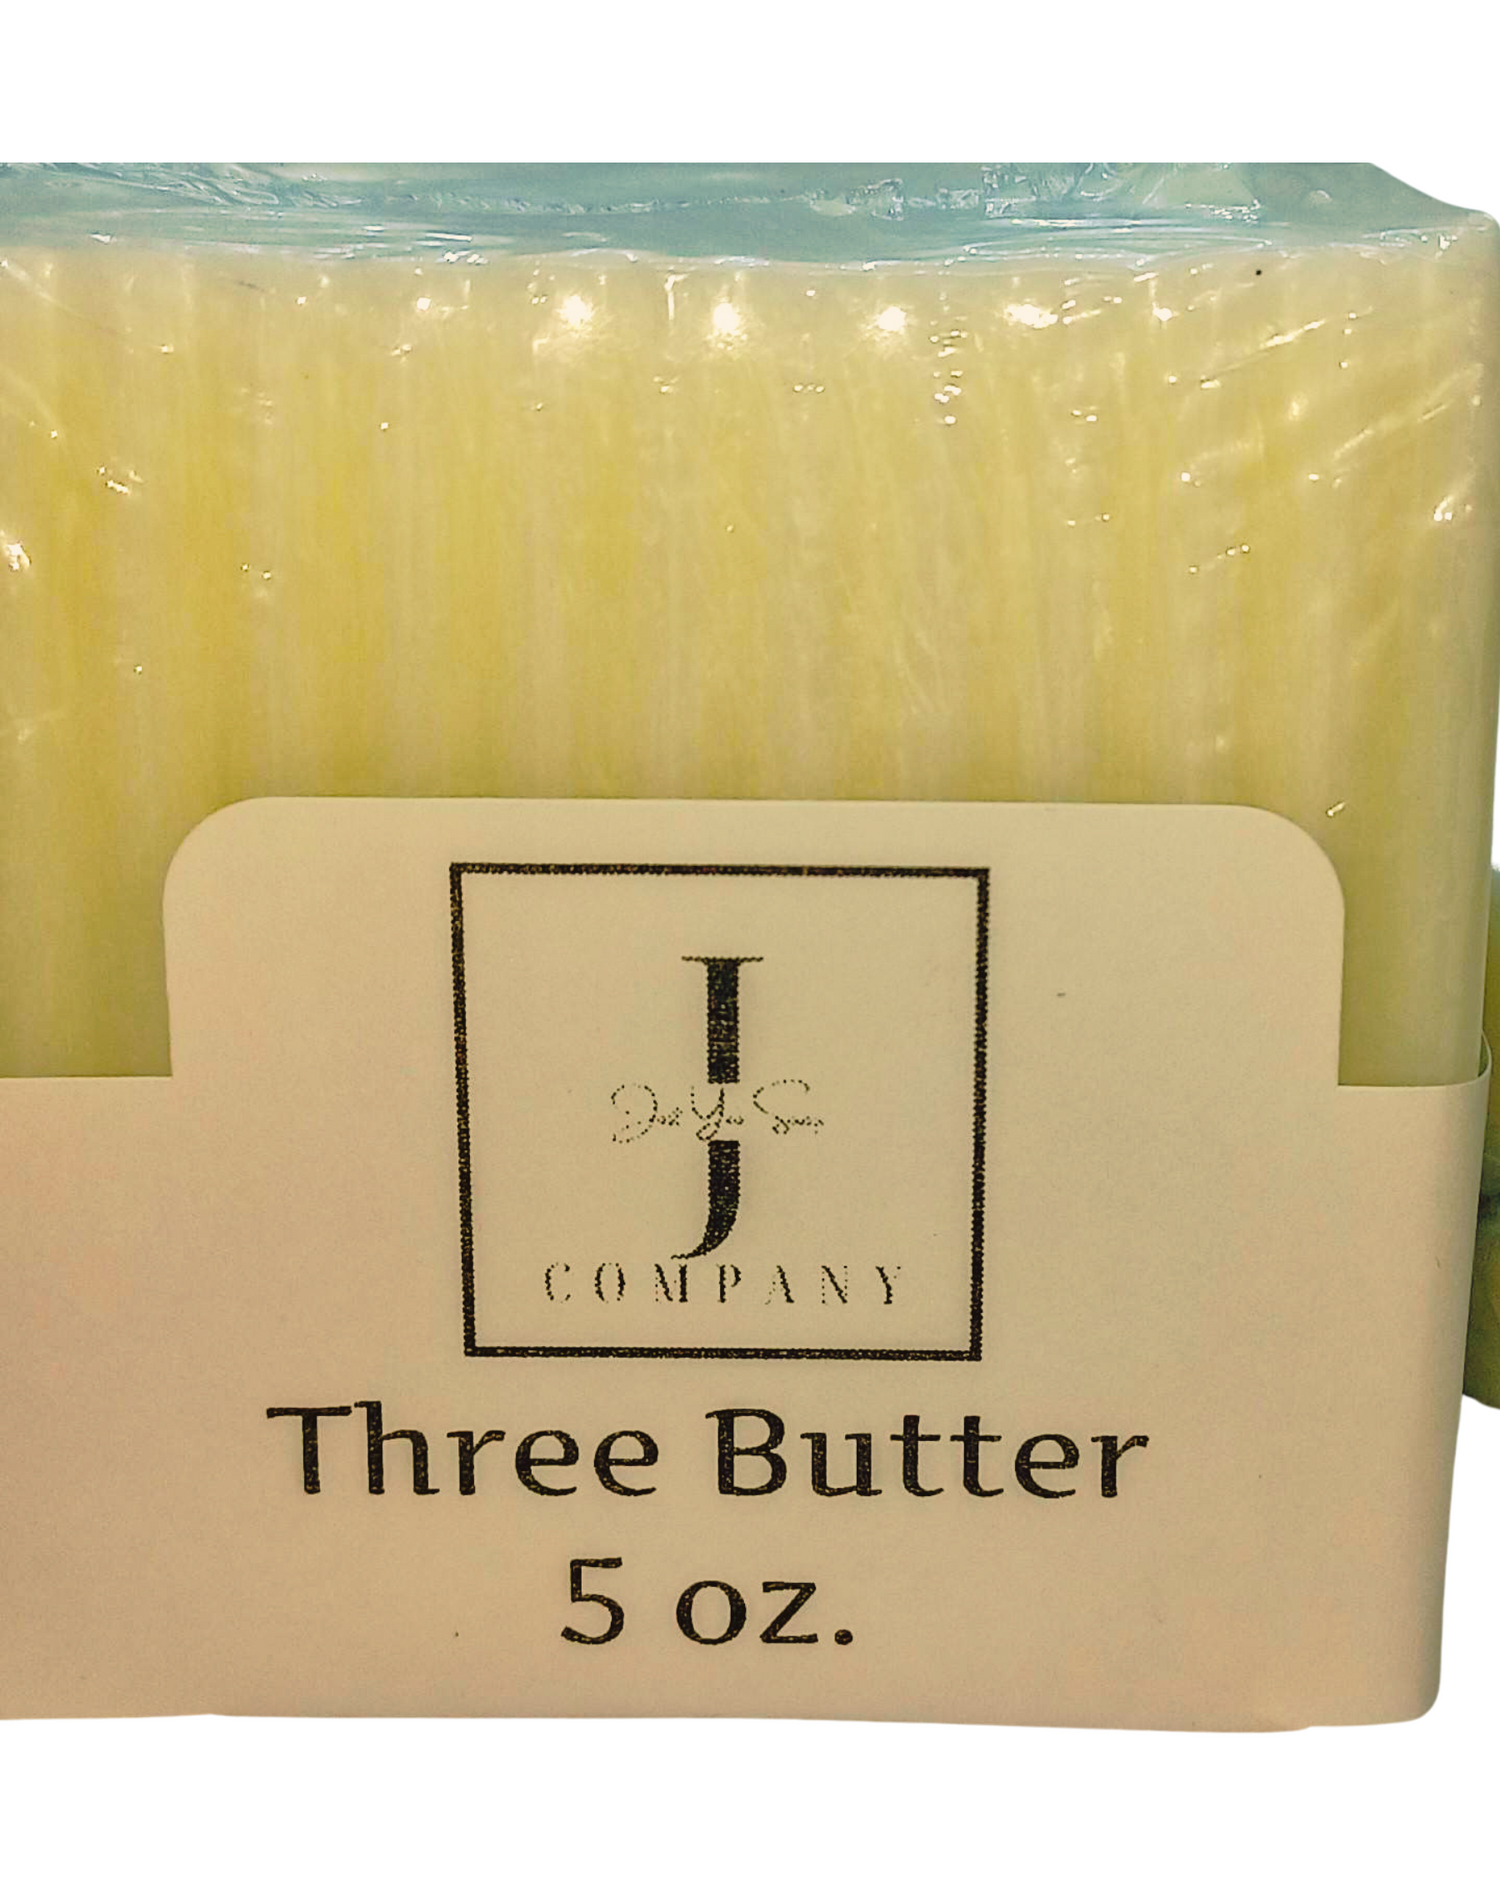 J
COMPANY
Three Butter
5 oz.